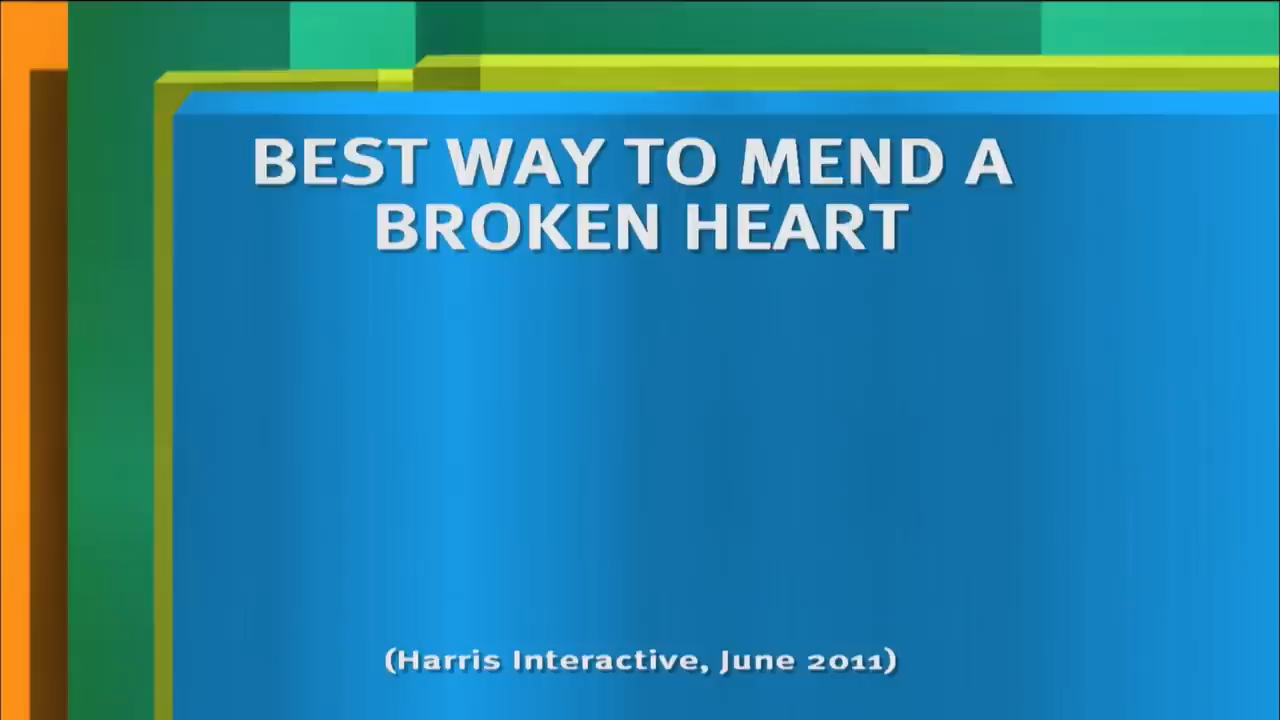 BEST WAY TO MEND A
BROKEN HEART
(Harris Interactive, June 2011)